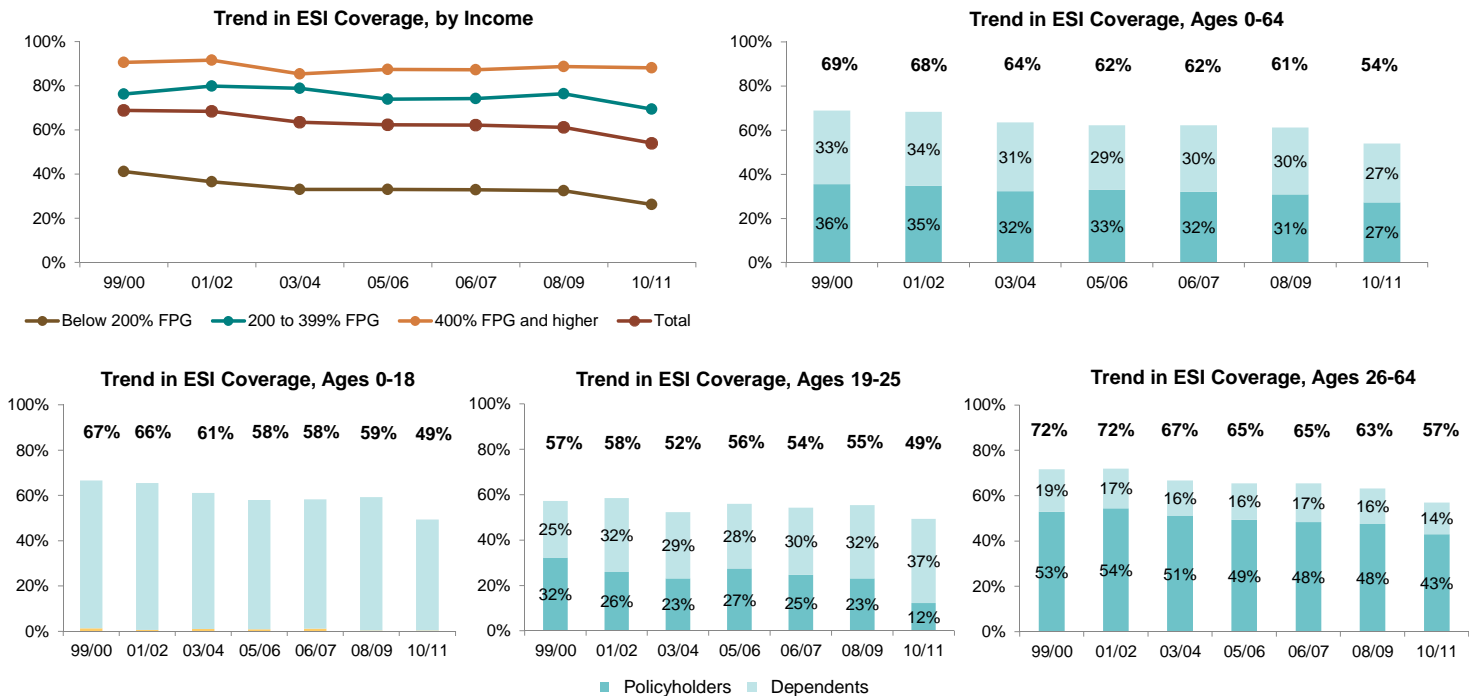 Trend in ESI Coverage, by Income
100%
80%
60%
40%
20%
0%
99/00 01/02 03/04 05/06 06/07 08/09 10/11
Below 200% FPG 200 to 399% FPG 400% FPG and higher Total
Trend in ESI Coverage, Ages 0-64
100%
69% 68% 64% 62% 62% 61% 54%
80%
60%
33% 34% 31% 29% 30% 30% 27%
40%
36% 35% 32% 33% 32% 31% 27%
20%
0%
99/00 01/02 03/04 05/06 06/07 08/09 10/11
Trend in ESI Coverage, Ages 0-18
100%
67% 66% 61% 58% 58% 59% 49%
80%
60%
40%
20%
0%
99/00 01/02 03/04 05/06 06/07 08/09 10/11
Trend in ESI Coverage, Ages 19-25
100%
57% 58% 52% 56% 54% 55% 49%
80%
60%
25% 32% 29% 28% 30% 32% 37%
40%
32% 26% 23% 27% 25% 23% 12%
20%
0%
99/00 01/02 03/04 05/06 06/07 08/09 10/11
Trend in ESI Coverage, Ages 26-64
100%
72% 72% 67% 65% 65% 63% 57%
80%
19% 17% 16% 16% 17% 16% 14%
60%
40%
53% 54% 51% 49% 48% 48% 43%
20%
0%
99/00 01/02 03/04 05/06 06/07 08/09 10/11
Policyholders Dependents